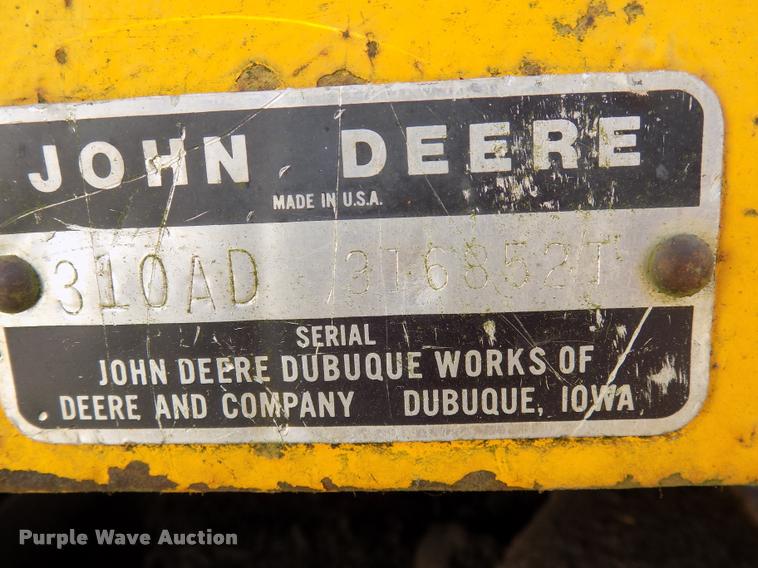 JOHN DEERE
MADE IN U.S.A.
310AD 316852T
SERIAL
JOHN DEERE DUBUQUE WORKS OF
DEERE AND COMPANY DUBUQUE, IOWA
Purple Wave Auction